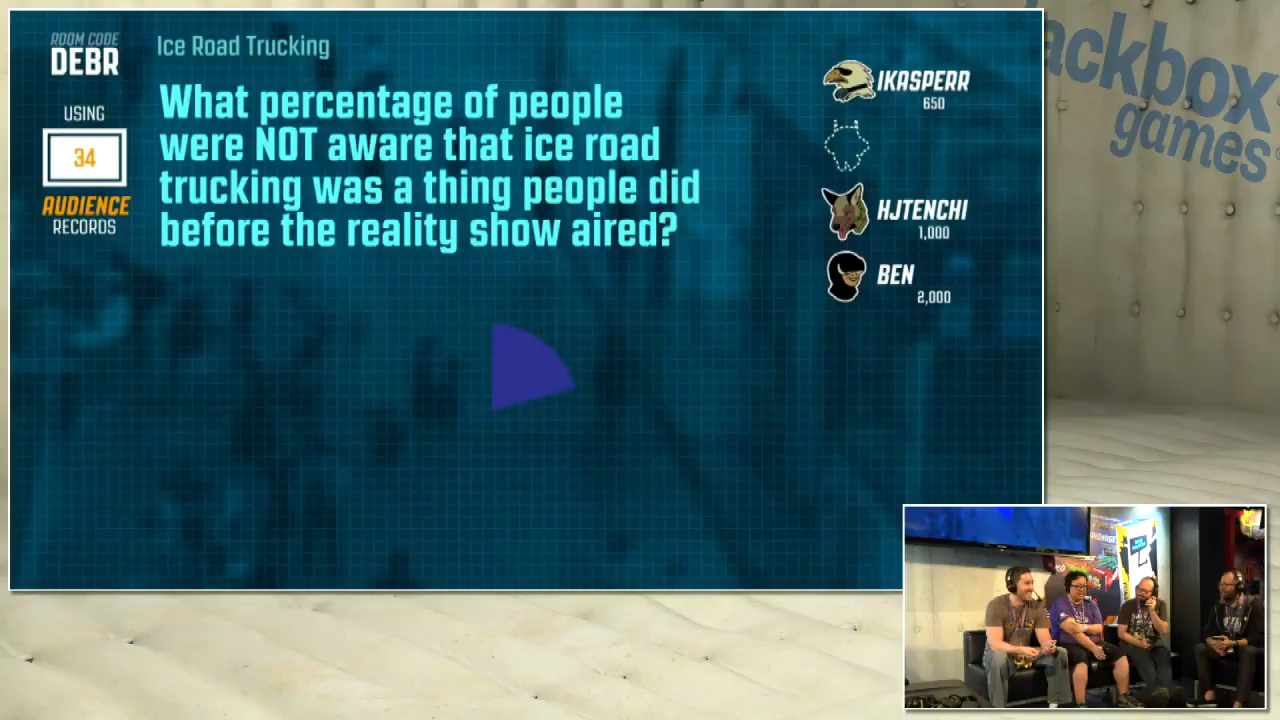 ROOM CODE
DEBR
USING
34
AUDIENCE
RECORDS
Ice Road Trucking
What percentage of people
were NOT aware that ice road
trucking was a thing people did
before the reality show aired?
IKASPERR
650
HJTENCHI
1,000
BEN
2,000
ackbox
games